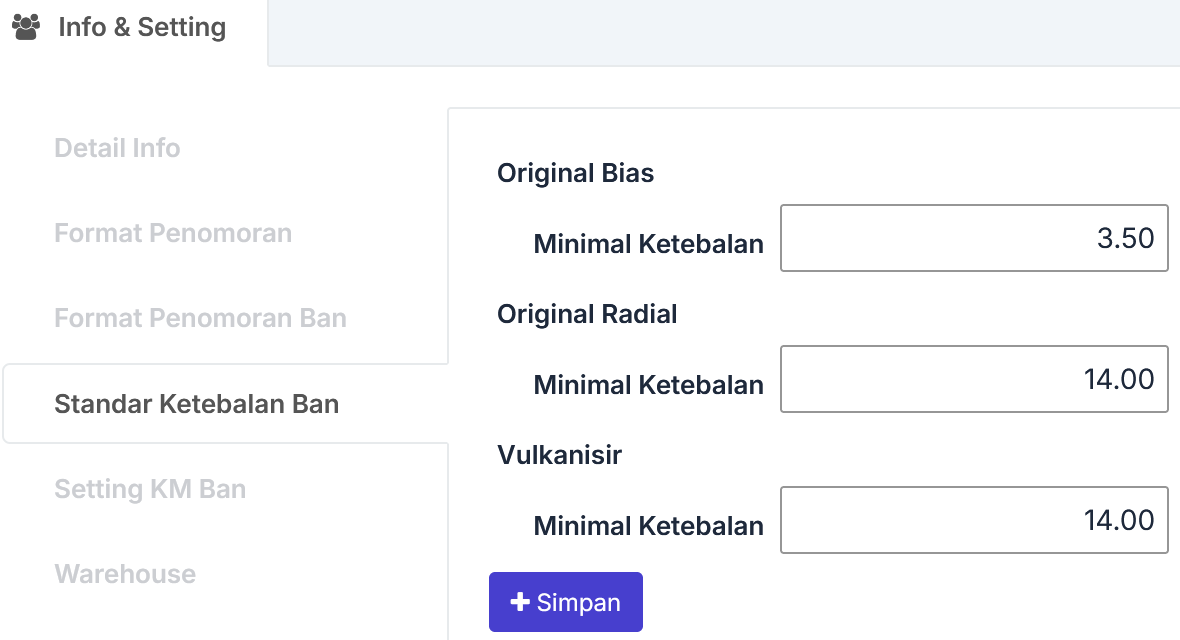 Info & Setting
Detail Info
Format Penomoran
Format Penomoran Ban
Standar Ketebalan Ban
Setting KM Ban
Warehouse
Original Bias
Minimal Ketebalan 3.50
Original Radial
Minimal Ketebalan 14.00
Vulkanisir
Minimal Ketebalan 14.00
Simpan